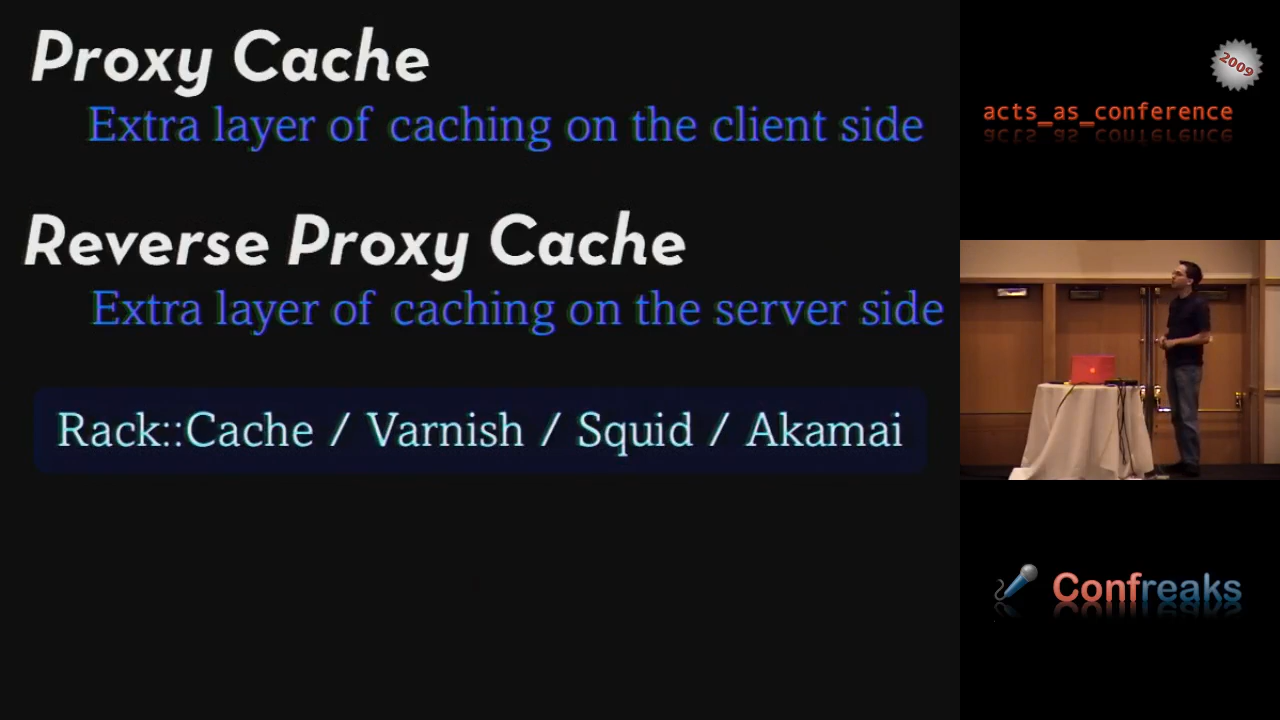 Proxy Cache
Extra layer of caching on the client side
Reverse Proxy Cache
Extra layer of caching on the server side
Rack::Cache / Varnish / Squid / Akamai
2009
acts_as_conference
Confreaks